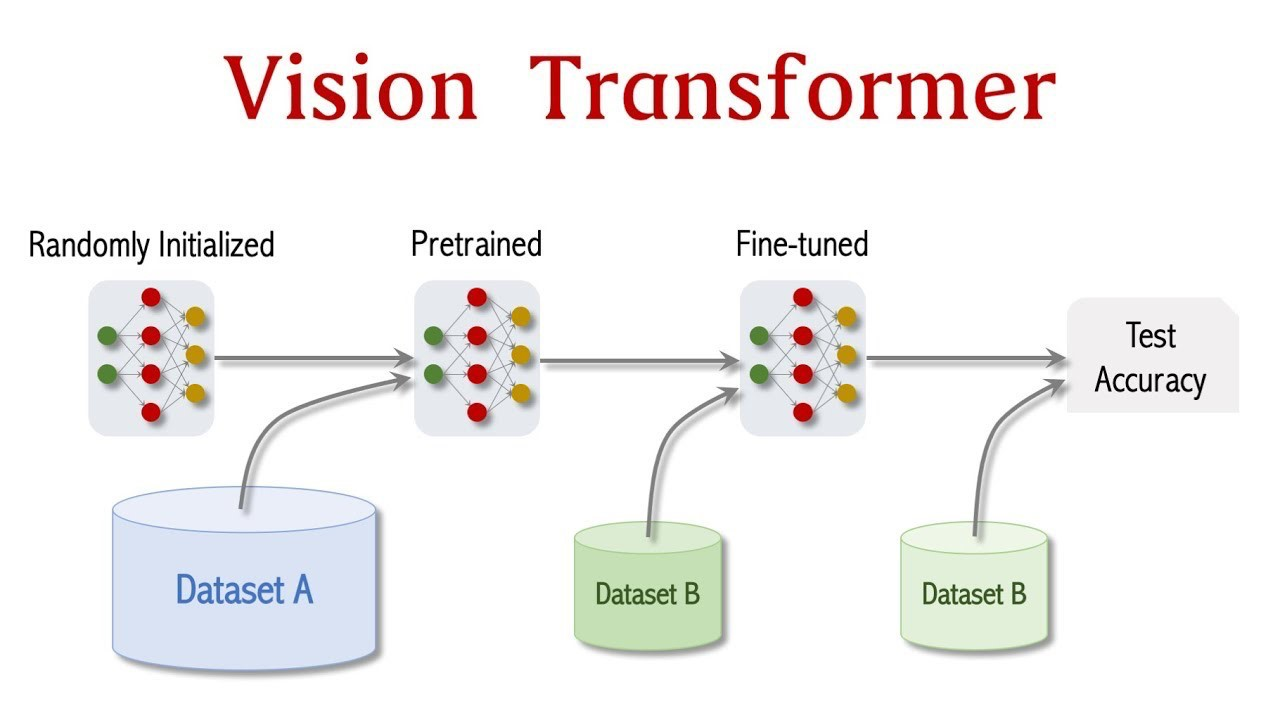 Vision Transformer
Randomly Initialized
Pretrained
Fine-tuned
Test
Accuracy
Dataset A
Dataset B
Dataset B